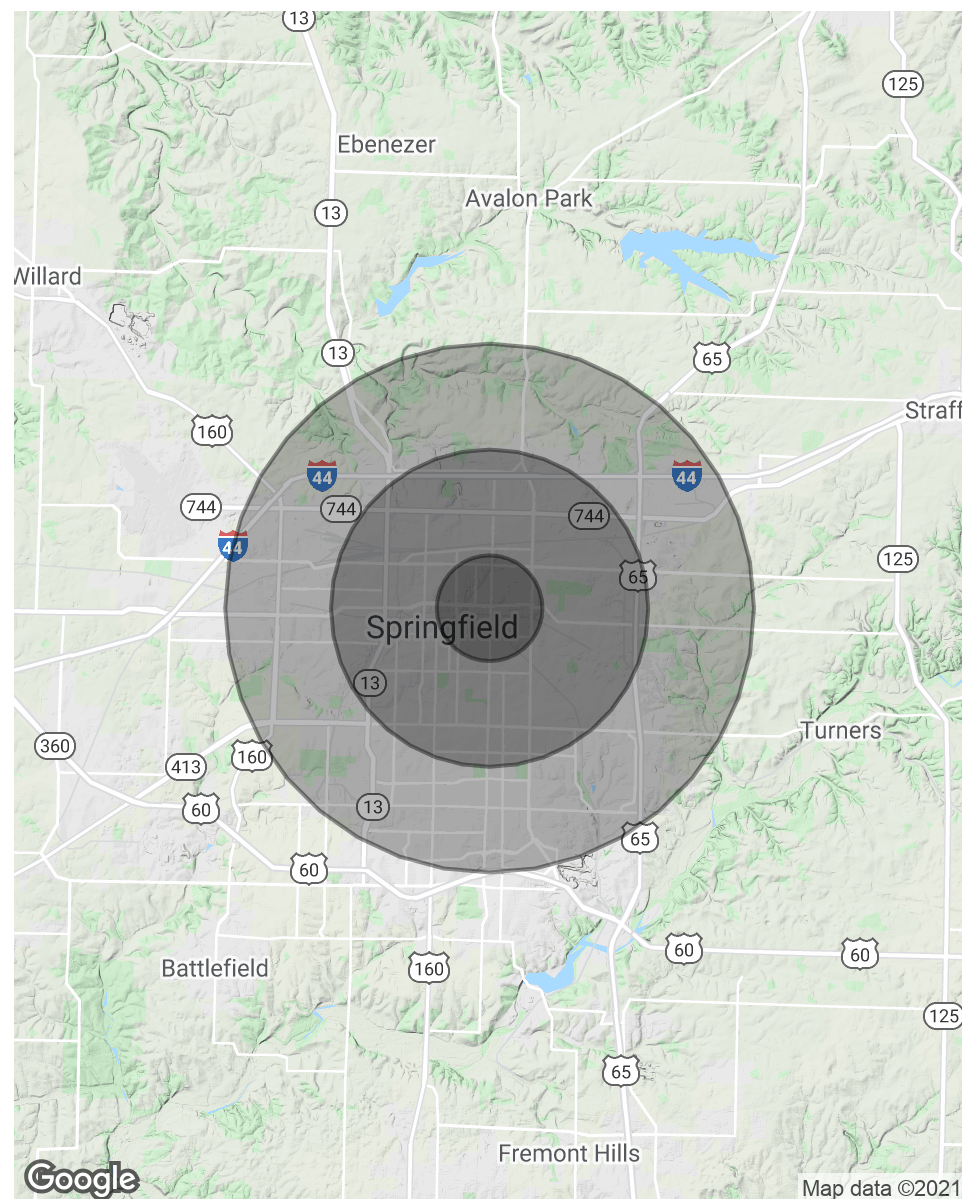 13
125
Ebenezer
Avalon Park
13
Willard
13
65
160
Straff
44
44
744
744
744
44
125
65
Springfield
13
Turners
360
160
413
60
13
65
60
60
60
Battlefield
160
125
65
Fremont Hills
Google
Map data ©2021